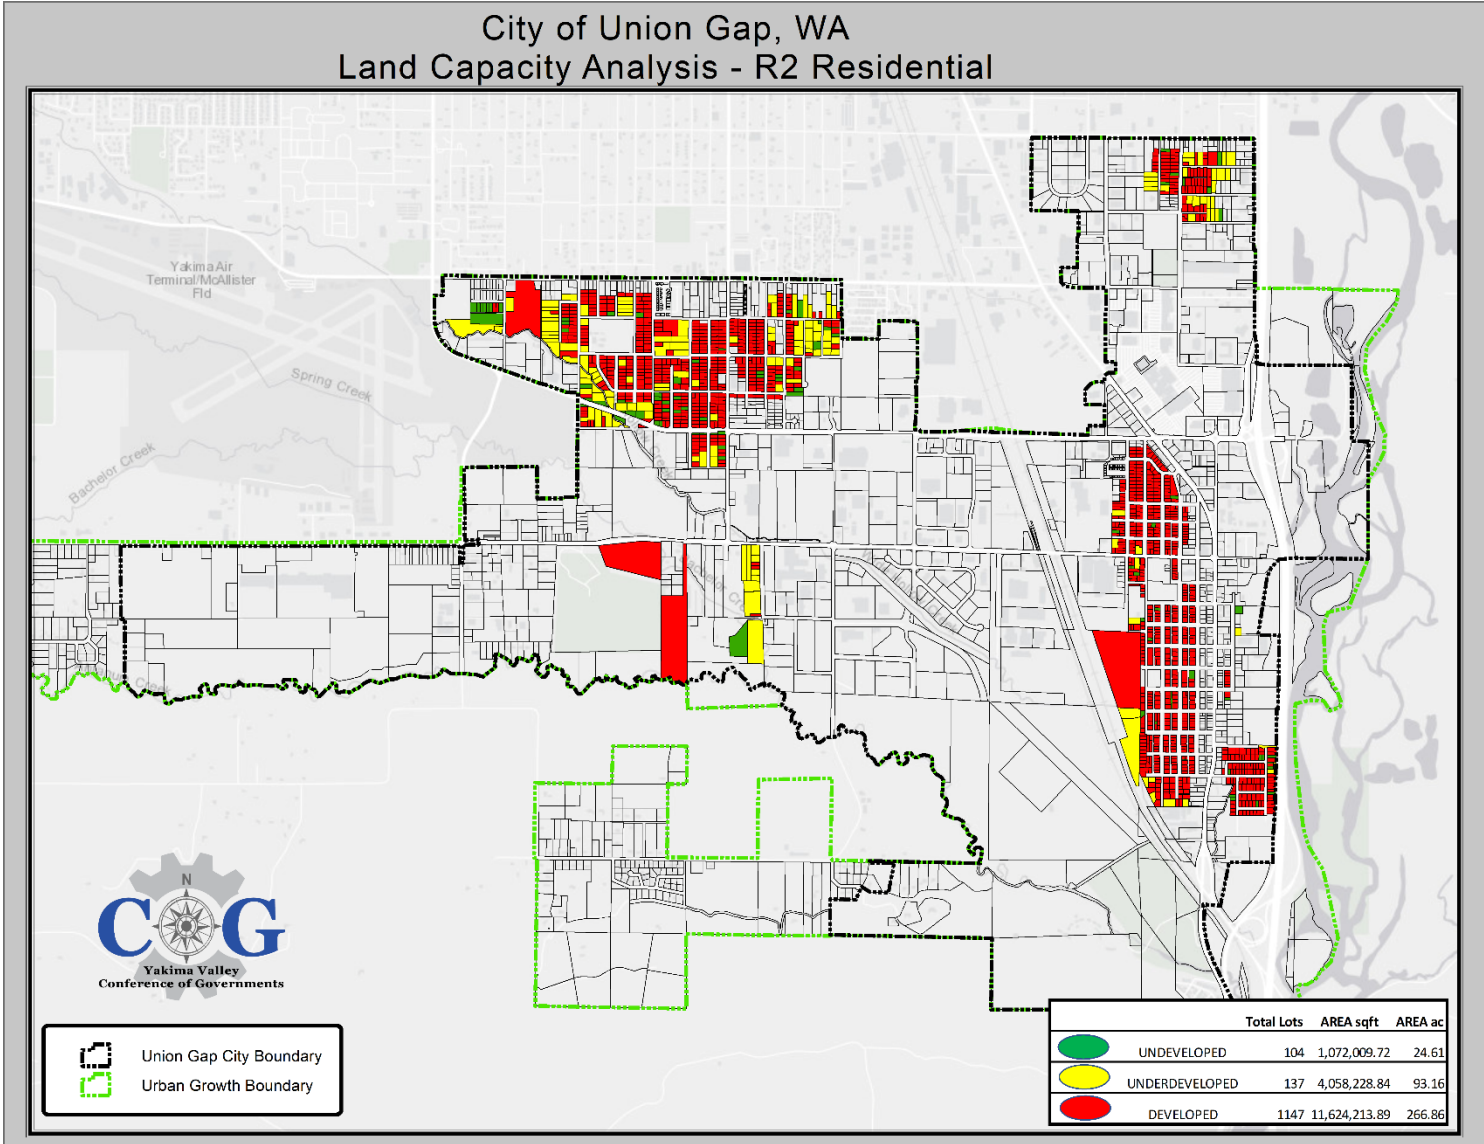 City of Union Gap, WA
Land Capacity Analysis - R2 Residential
Yakima Air
Terminal/McAllister
Fld
Spring Creek
Bachelor Creek
N
COG
Yakima Valley
Conference of Governments
Union Gap City Boundary
Urban Growth Boundary
Total Lots AREA sqft AREA ac
UNDEVELOPED 104 1,072,009.72 24.61
UNDERDEVELOPED 137 4,058,228.84 93.16
DEVELOPED 1147 11,624,213.89 266.86